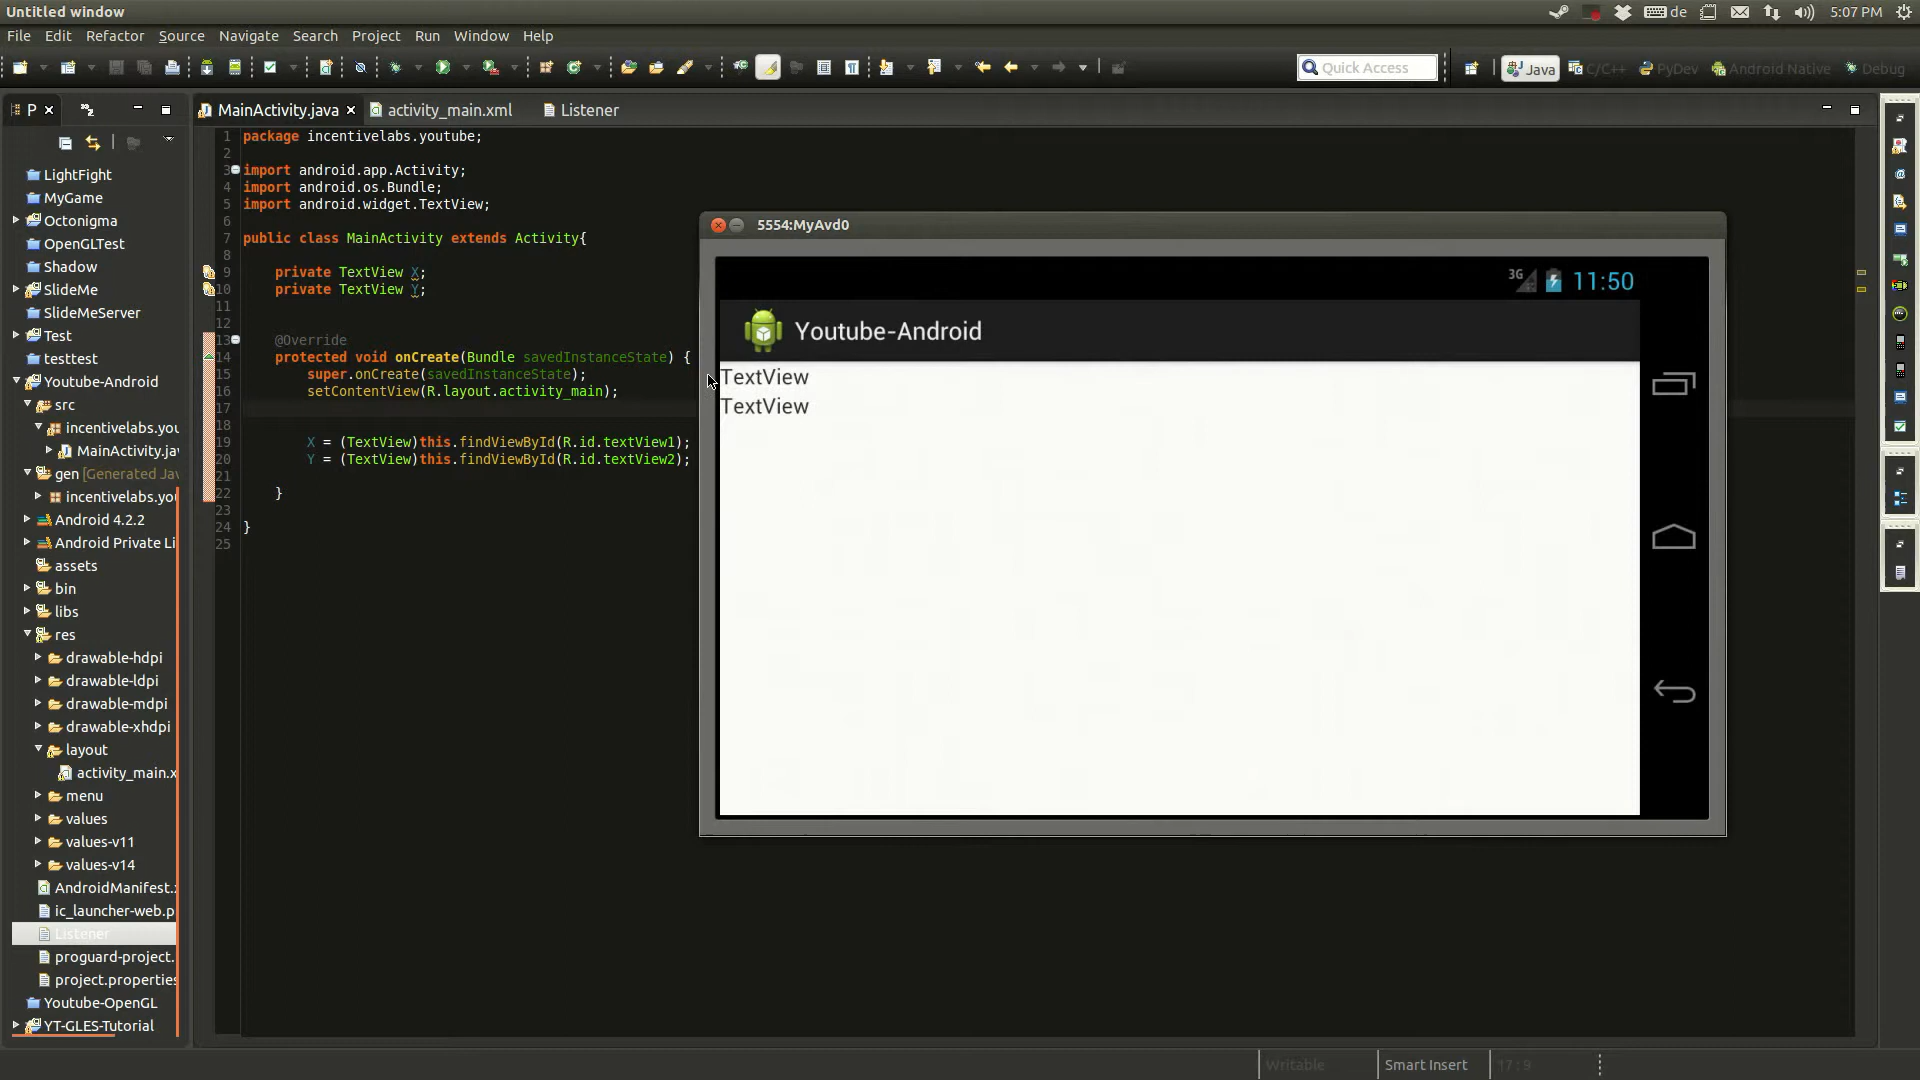 Untitled window
de
5:07 PM
File Edit Refactor Source Navigate Search Project Run Window Help
Quick Access
Java
C/C++
PyDev
Android Native
Debug
P
MainActivity.java
activity_main.xml
Listener
LightFight
MyGame
Octonigma
OpenGLTest
Shadow
SlideMe
SlideMeServer
Test
testtest
Youtube-Android
src
incentivelabs.you
MainActivity.jav
gen [Generated Jav
incentivelabs.you
Android 4.2.2
Android Private Li
assets
bin
libs
res
drawable-hdpi
drawable-ldpi
drawable-mdpi
drawable-xhdpi
layout
activity_main.x
menu
values
values-v11
values-v14
AndroidManifest.x
ic_launcher-web.p
Listener
proguard-project.
project.properties
Youtube-OpenGL
YT-GLES-Tutorial
1 package incentivelabs.youtube;
2
3 import android.app.Activity;
4 import android.os.Bundle;
5 import android.widget.TextView;
6
7 public class MainActivity extends Activity{
8
9 private TextView X;
10 private TextView Y;
11
12
13 @Override
14 protected void onCreate(Bundle savedInstanceState) {
15 super.onCreate(savedInstanceState);
16 setContentView(R.layout.activity_main);
17
18
19 X = (TextView)this.findViewById(R.id.textView1);
20 Y = (TextView)this.findViewById(R.id.textView2);
21
22 }
23
24 }
25
5554:MyAvd0
3G
11:50
Youtube-Android
TextView
TextView
Writable
Smart Insert
17 : 9